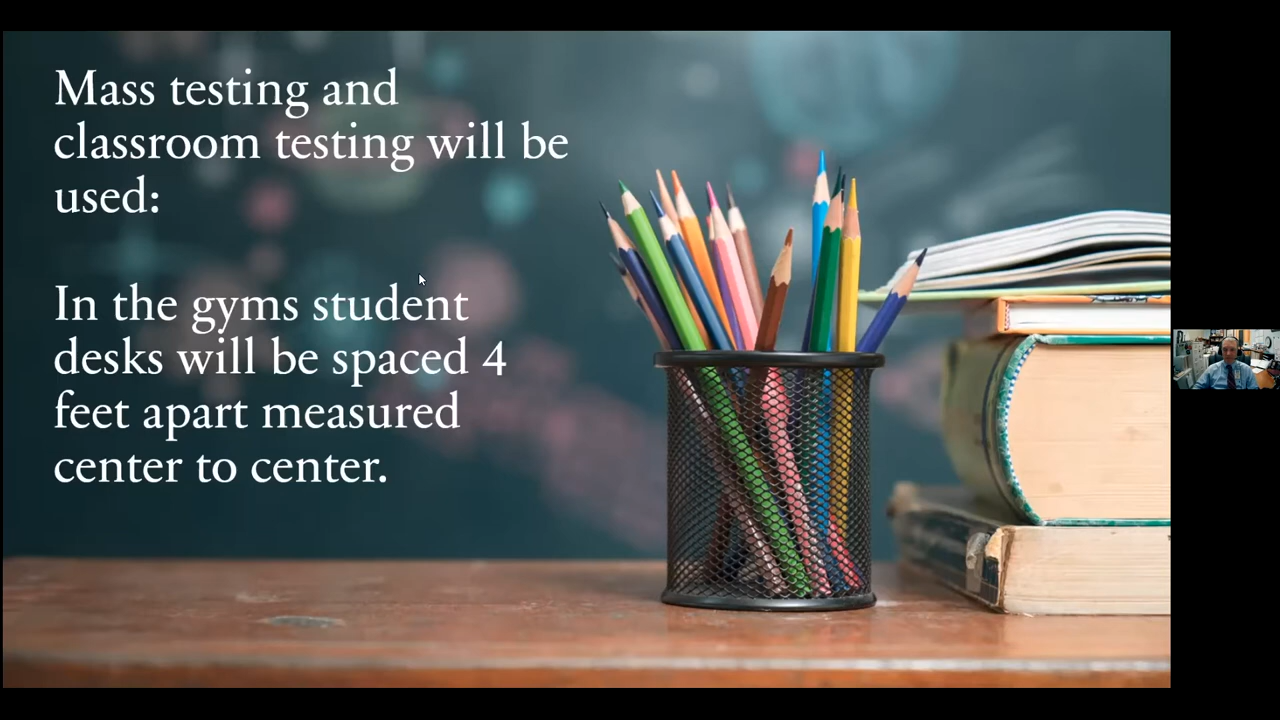 Mass testing and
classroom testing will be
used:
In the gyms student
desks will be spaced 4
feet apart measured
center to center.